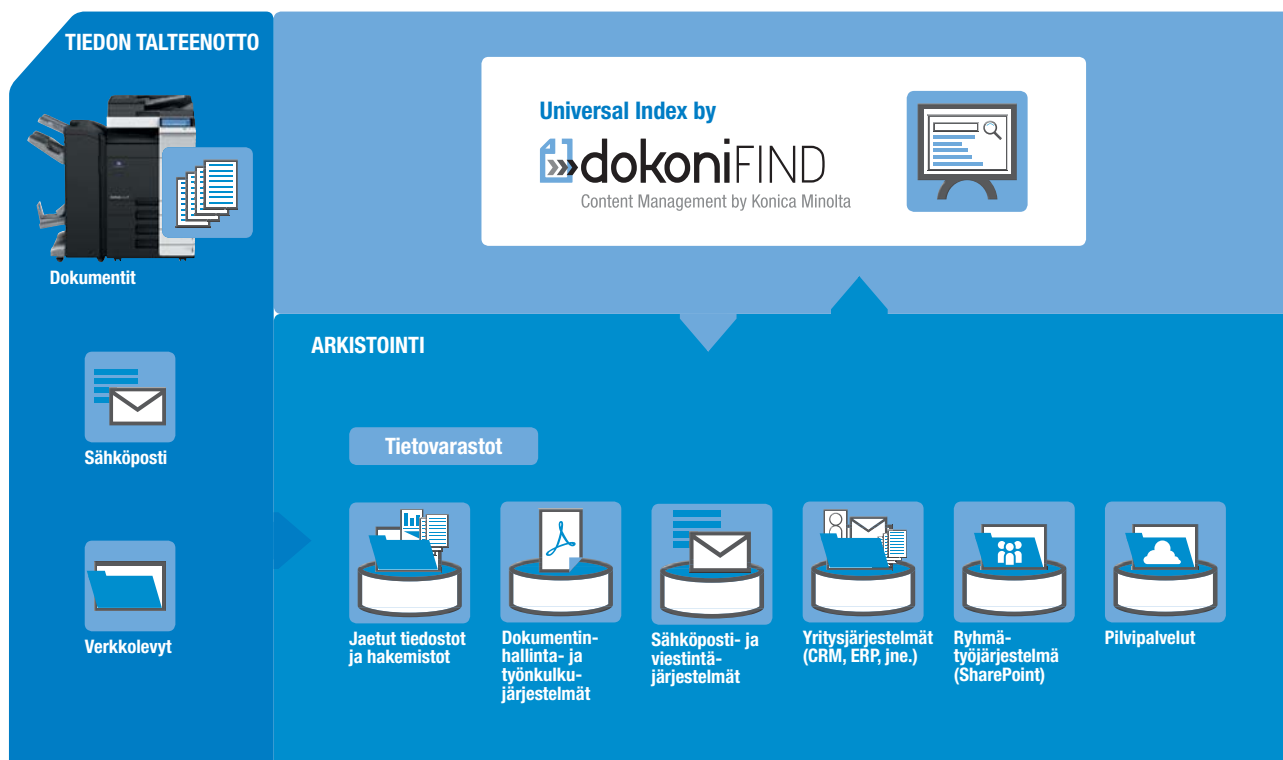 TIEDON TALTEENOTTO
Dokumentit
Sähköposti
Verkkolevyt
Universal Index by
dokoniFIND
Content Management by Konica Minolta
ARKISTOINTI
Tietovarastot
Jaetut tiedostot
ja hakemistot
Dokumentin-
hallinta- ja
työnkulku-
järjestelmät
Sähköposti- ja
viestintä-
järjestelmät
Yritysjärjestelmät
(CRM, ERP, jne.)
Ryhmä-
työjärjestelmä
(SharePoint)
Pilvipalvelut